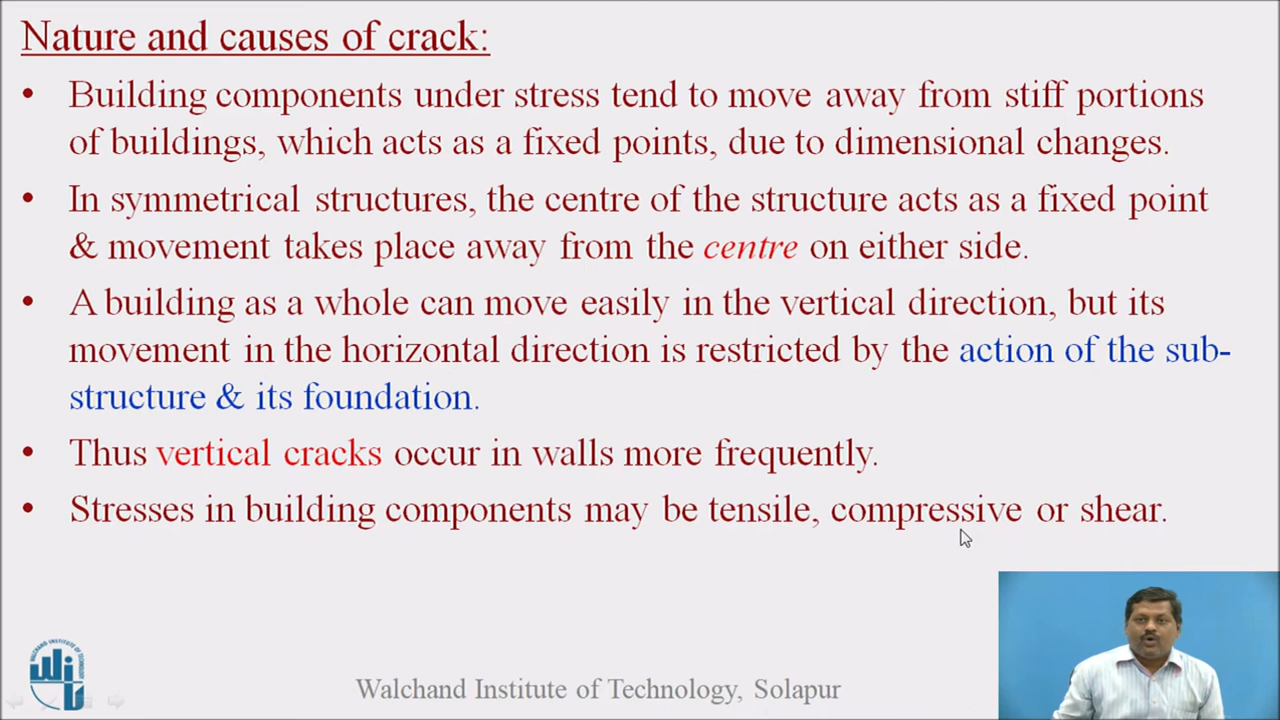 Nature and causes of crack:
• Building components under stress tend to move away from stiff portions
of buildings, which acts as a fixed points, due to dimensional changes.
• In symmetrical structures, the centre of the structure acts as a fixed point
& movement takes place away from the centre on either side.
• A building as a whole can move easily in the vertical direction, but its
movement in the horizontal direction is restricted by the action of the sub-
structure & its foundation.
• Thus vertical cracks occur in walls more frequently.
• Stresses in building components may be tensile, compressive or shear.
WALCHAND INSTITUTE OF TECHNOLOGY
WIT
Walchand Institute of Technology, Solapur